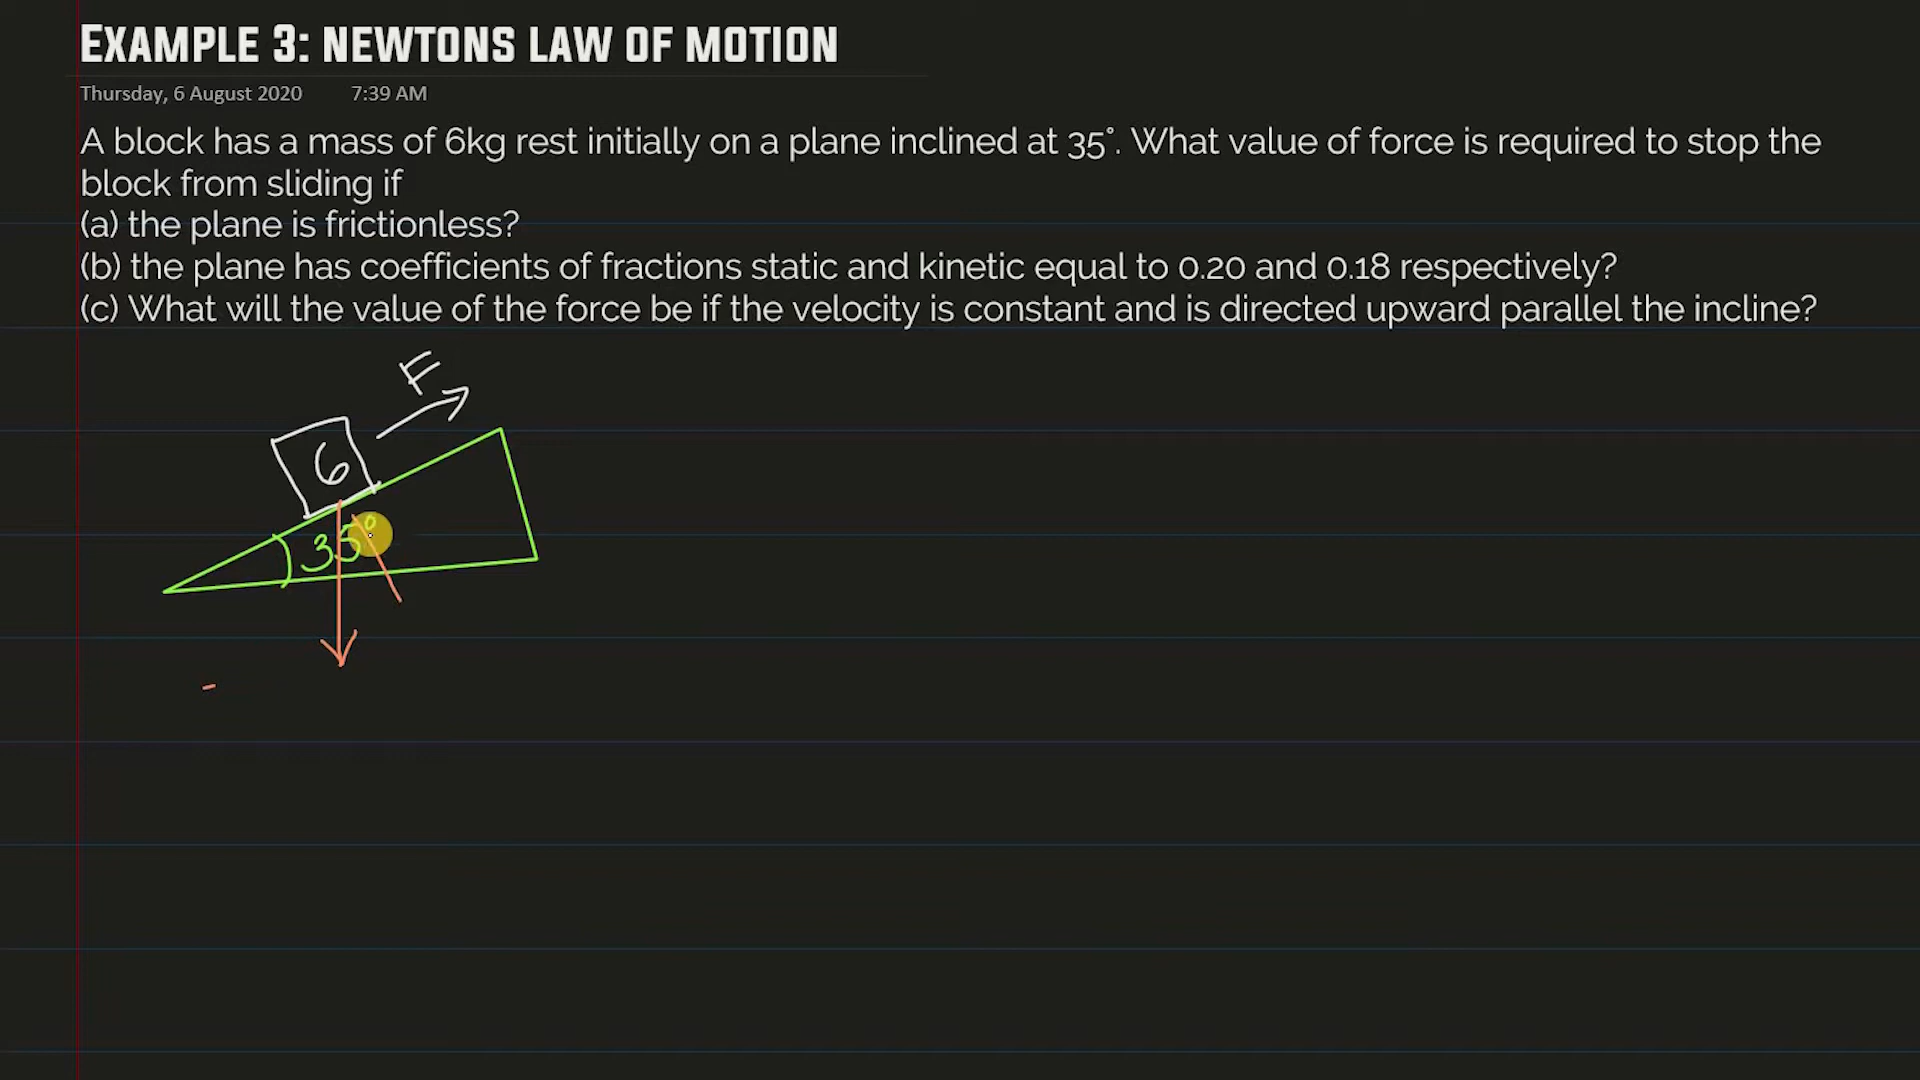 EXAMPLE 3: NEWTONS LAW OF MOTION
Thursday, 6 August 2020 7:39 AM
A block has a mass of 6kg rest initially on a plane inclined at 35°. What value of force is required to stop the
block from sliding if
(a) the plane is frictionless?
(b) the plane has coefficients of fractions static and kinetic equal to 0.20 and 0.18 respectively?
(c) What will the value of the force be if the velocity is constant and is directed upward parallel the incline?
F
6
35°